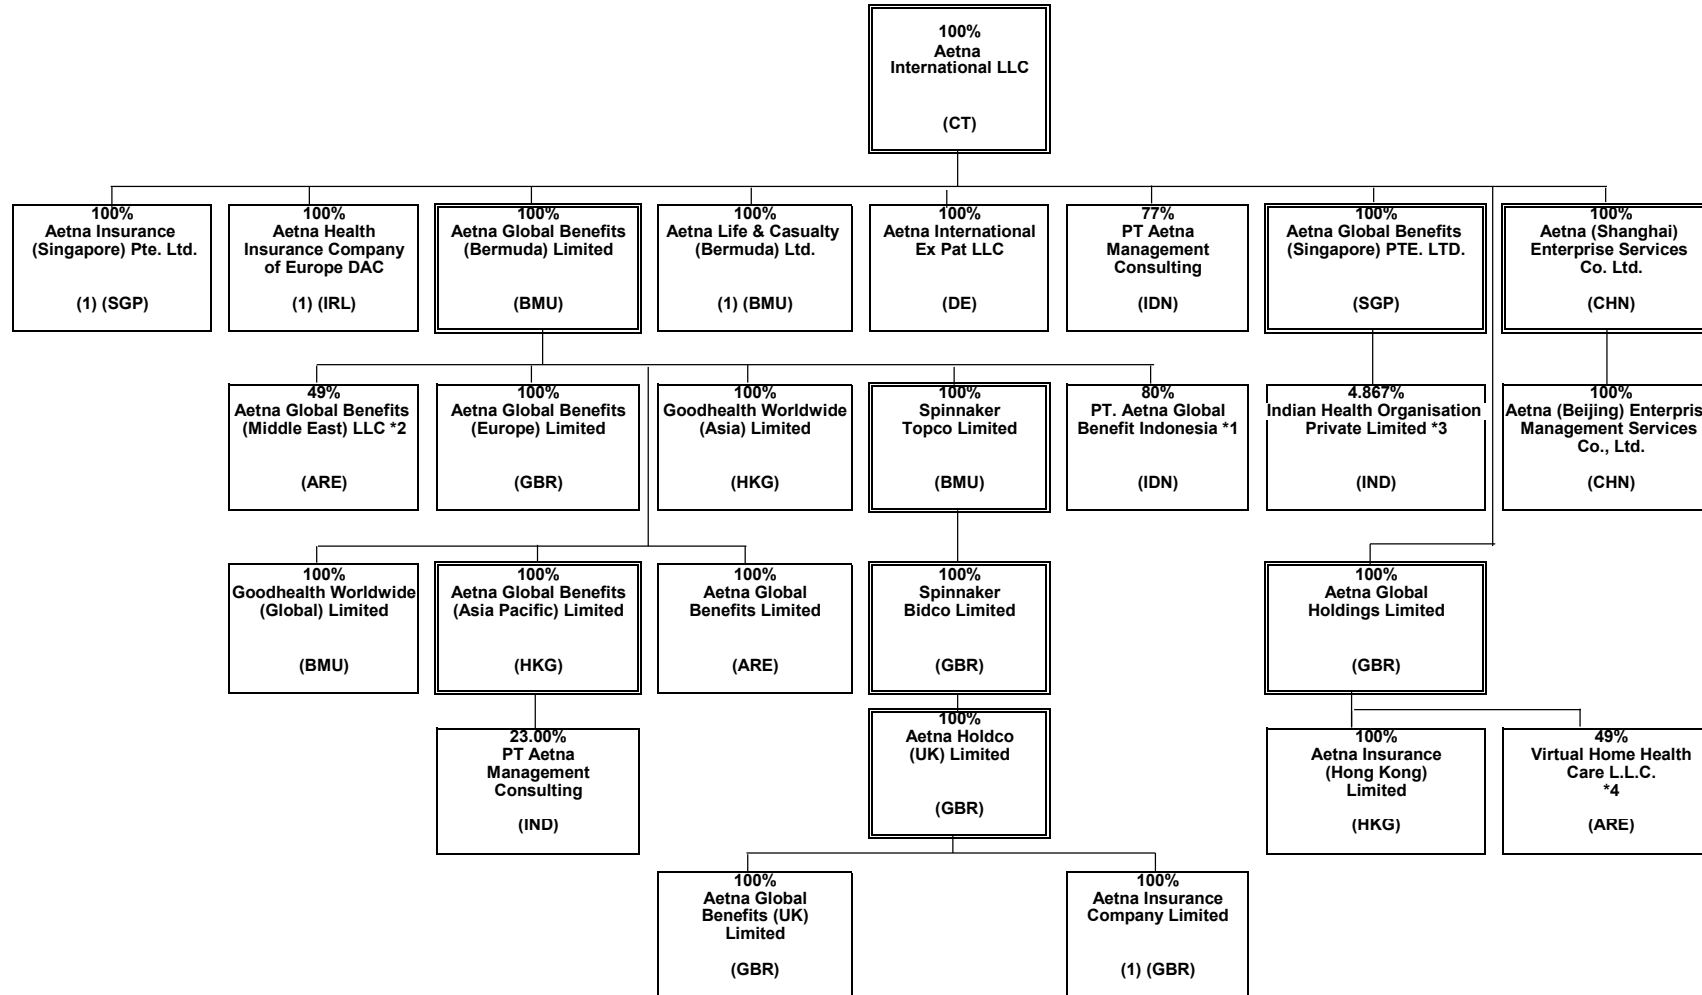 100%
Aetna
International LLC
(CT)
100%
Aetna Insurance
(Singapore) Pte. Ltd.
(1) (SGP)
100%
Aetna Health
Insurance Company
of Europe DAC
(1) (IRL)
100%
Aetna Global Benefits
(Bermuda) Limited
(BMU)
100%
Aetna Life & Casualty
(Bermuda) Ltd.
(1) (BMU)
100%
Aetna International
Ex Pat LLC
(DE)
77%
PT Aetna
Management
Consulting
(IDN)
100%
Aetna Global Benefits
(Singapore) PTE. LTD.
(SGP)
100%
Aetna (Shanghai)
Enterprise Services
Co. Ltd.
(CHN)
49%
Aetna Global Benefits
(Middle East) LLC *2
(ARE)
100%
Aetna Global Benefits
(Europe) Limited
(GBR)
100%
Goodhealth Worldwide
(Asia) Limited
(HKG)
100%
Spinnaker
Topco Limited
(BMU)
80%
PT. Aetna Global
Benefit Indonesia *1
(IDN)
4.867%
Indian Health Organisation
Private Limited *3
(IND)
100%
Aetna (Beijing) Enterpris
Management Services
Co., Ltd.
(CHN)
100%
Goodhealth Worldwide
(Global) Limited
(BMU)
100%
Aetna Global Benefits
(Asia Pacific) Limited
(HKG)
100%
Aetna Global
Benefits Limited
(ARE)
100%
Spinnaker
Bidco Limited
(GBR)
100%
Aetna Global
Holdings Limited
(GBR)
23.00%
PT Aetna
Management
Consulting
(IND)
100%
Aetna Holdco
(UK) Limited
(GBR)
100%
Aetna Insurance
(Hong Kong)
Limited
(HKG)
49%
Virtual Home Health
Care L.L.C.
*4
(ARE)
100%
Aetna Global
Benefits (UK)
Limited
(GBR)
100%
Aetna Insurance
Company Limited
(1) (GBR)